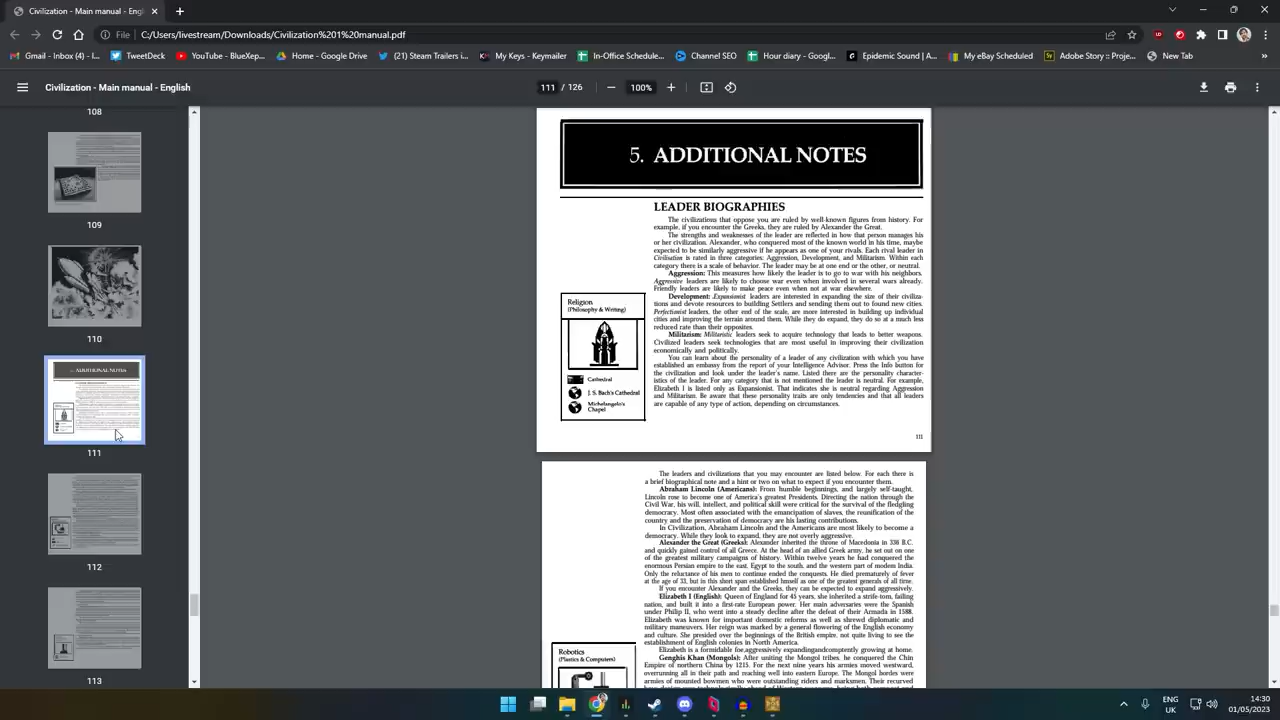 Civilization - Main manual - En
File
C:/Users/livestream/Downloads/Civilization%201%20manual.pdf
Gmail - Inbox (4) - l...
TweetDeck
YouTube - BlueXep...
Home - Google Drive
(21) Steam Trailers i...
My Keys - Keymailer
In-Office Schedule...
Hour diary - Googl...
Choose what to sell...
Signature Sound | A...
My eBay Scheduled
Adobe Story :: Proje...
New Tab
Civilization - Main manual - English
111 / 126
100%
108
109
110
111
112
113
5. ADDITIONAL NOTES
LEADER BIOGRAPHIES
The civilizations that oppose you are ruled by well-known figures from history. For
example, if you encounter the Greeks, they are ruled by Alexander the Great.
The strengths and weaknesses of the leader are reflected in how that person manages his
or her civilization. Alexander, who conquered most of the known world in his time, maybe
expected to be similarly aggressive if he appears as one of your rivals. Each rival leader in
Civilization is rated in three categories: Aggression, Development, and Militarism. Within each
category there is a scale of behavior. The leader may be at one end or the other, or neutral.
Aggression: This measures how likely the leader is to go to war with his neighbors.
Aggressive leaders are likely to choose war even when involved in several wars already.
Friendly leaders are likely to make peace even when not at war elsewhere.
Development: Expansionist leaders are interested in expanding the size of their civiliza-
tions and devote resources to building Settlers and sending them out to found new cities.
Perfectionist leaders, the other end of the scale, are more interested in building up individual
cities and improving the terrain around them. While they do expand, they do so at a much less
reduced rate than their opposites.
Militarism: Militaristic leaders seek to acquire technology that leads to better weapons.
Civilized leaders seek technologies that are most useful in improving their civilization
economically and politically.
You can learn about the personality of a leader of any civilization with which you have
established an embassy from the report of your Intelligence Advisor. Press the Info button for
the civilization and look under the leader's name. Listed there are the personality character-
istics of the leader. For any category that is not mentioned the leader is neutral. For example,
Elizabeth I is listed only as Expansionist. That indicates she is neutral regarding Aggression
and Militarism. Be aware that these personality traits are only tendencies and that all leaders
are capable of any type of action, depending on circumstances.
Religion
(Philosophy & Writing)
Cathedral
J. S. Bach's Cathedral
Michelangelo's
Chapel
111
The leaders and civilizations that you may encounter are listed below. For each there is
a brief biographical note and a hint or two on what to expect if you encounter them.
Abraham Lincoln (Americans): From humble beginnings, and largely self-taught,
Lincoln rose to become one of America's greatest Presidents. Directing the nation through the
Civil War, his will, intellect, and political skill were critical for the survival of the fledgling
democracy. Most often associated with the emancipation of slaves, the reunification of the
country and the preservation of democracy are his lasting contributions.
In Civilization, Abraham Lincoln and the Americans are most likely to become a
democracy. While they look to expand, they are not overly aggressive.
Alexander the Great (Greeks): Alexander inherited the throne of Macedonia in 336 B.C.
and quickly gained control of all Greece. At the head of an allied Greek army, he set out on one
of the greatest military campaigns of history. Within twelve years he had conquered the
enormous Persian empire to the east, Egypt to the south, and the western part of modern India.
Only the reluctance of his men to continue ended the conquests. He died prematurely of fever
at the age of 33, but in this short span established himself as one of the greatest generals of all time.
If you encounter Alexander and the Greeks, they can be expected to expand aggressively.
Elizabeth I (English): Queen of England for 45 years, she inherited a strife-torn, failing
nation, and built it into a first-rate European power. Her main adversaries were the Spanish
under Philip II, who went into a steady decline after the defeat of their Armada in 1588.
Elizabeth was known for important domestic reforms as well as shrewd diplomatic and
military maneuvers. Her reign was marked by a general flowering of the English economy
and culture. She presided over the beginnings of the British empire, not quite living to see the
establishment of English colonies in North America.
Elizabeth is a formidable foe,aggressively expandingandcomptently growing at home.
Genghis Khan (Mongols): After uniting the Mongol tribes, he conquered the Chin
Empire of northern China by 1215. For the next nine years his armies moved westward,
overrunning all in their path and reaching well into eastern Europe. The Mongol hordes were
armies of mounted bowmen who were outstanding riders and marksmen. Their recurved
Robotics
(Plastics & Computers)
ENG
UK
14:30
01/05/2023